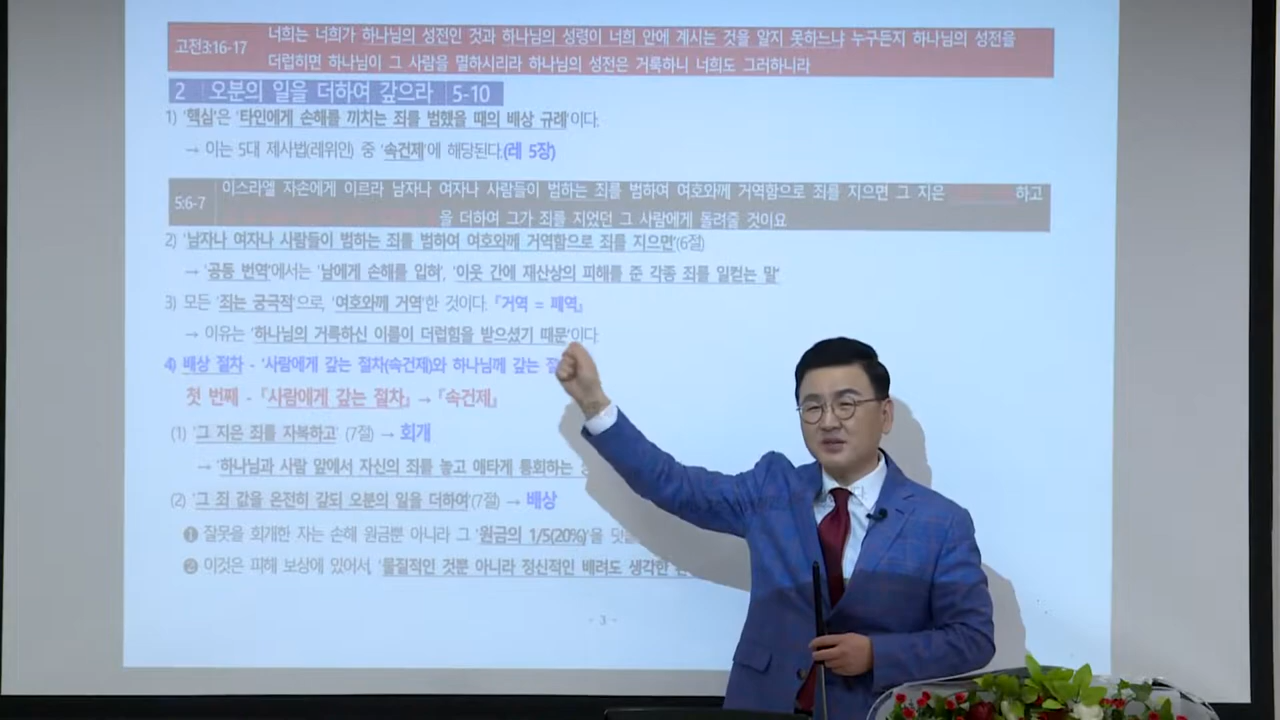 고전3:16-17 너희는 너희가 하나님의 성전인 것과 하나님의 성령이 너희 안에 계시는 것을 알지 못하느냐 누구든지 하나님의 성전을
더럽히면 하나님이 그 사람을 멸하시리라 하나님의 성전은 거룩하니 너희도 그러하니라
2 오분의 일을 더하여 갚으라 5-10
1) '핵심'은 '타인에게 손해를 끼치는 죄를 범했을 때의 배상 규례'이다.
→ 이는 5대 제사법(레위인) 중 '속건제'에 해당된다.(레 5장)
5:6-7 이스라엘 자손에게 이르라 남자나 여자나 사람들이 범하는 죄를 범하여 여호와께 거역함으로 죄를 지으면 그 지은 하고
을 더하여 그가 죄를 지었던 그 사람에게 돌려줄 것이요
2) '남자나 여자나 사람들이 범하는 죄를 범하여 여호와께 거역함으로 죄를 지으면'(6절)
→ '공동 번역'에서는 '남에게 손해를 입혀', '이웃 간에 재산상의 피해를 준 각종 죄를 일컫는 말'
3) 모든 '죄는 궁극적'으로, '여호와께 거역'한 것이다. 『거역 = 패역』
→ 이유는 '하나님의 거룩하신 이름이 더럽힘을 받으셨기 때문'이다.
4) 배상 절차 - '사람에게 갚는 절차(속건제)와 하나님께 갚는
첫 번째 - 『사람에게 갚는 절차』 → 『속건제』
(1) '그 지은 죄를 자복하고' (7절) → 회개
→ '하나님과 사람 앞에서 자신의 죄를 놓고 애타게 통회하는
(2) '그 죄 값을 온전히 갚되 오분의 일을 더하여'(7절) → 배상
❶ 잘못을 회개한 자는 손해 원금뿐 아니라 그 '원금의 1/5(20%)'을
❷ 이것은 피해 보상에 있어서, '물질적인 것뿐 아니라 정신적인 배려도 생각한
- 3 -